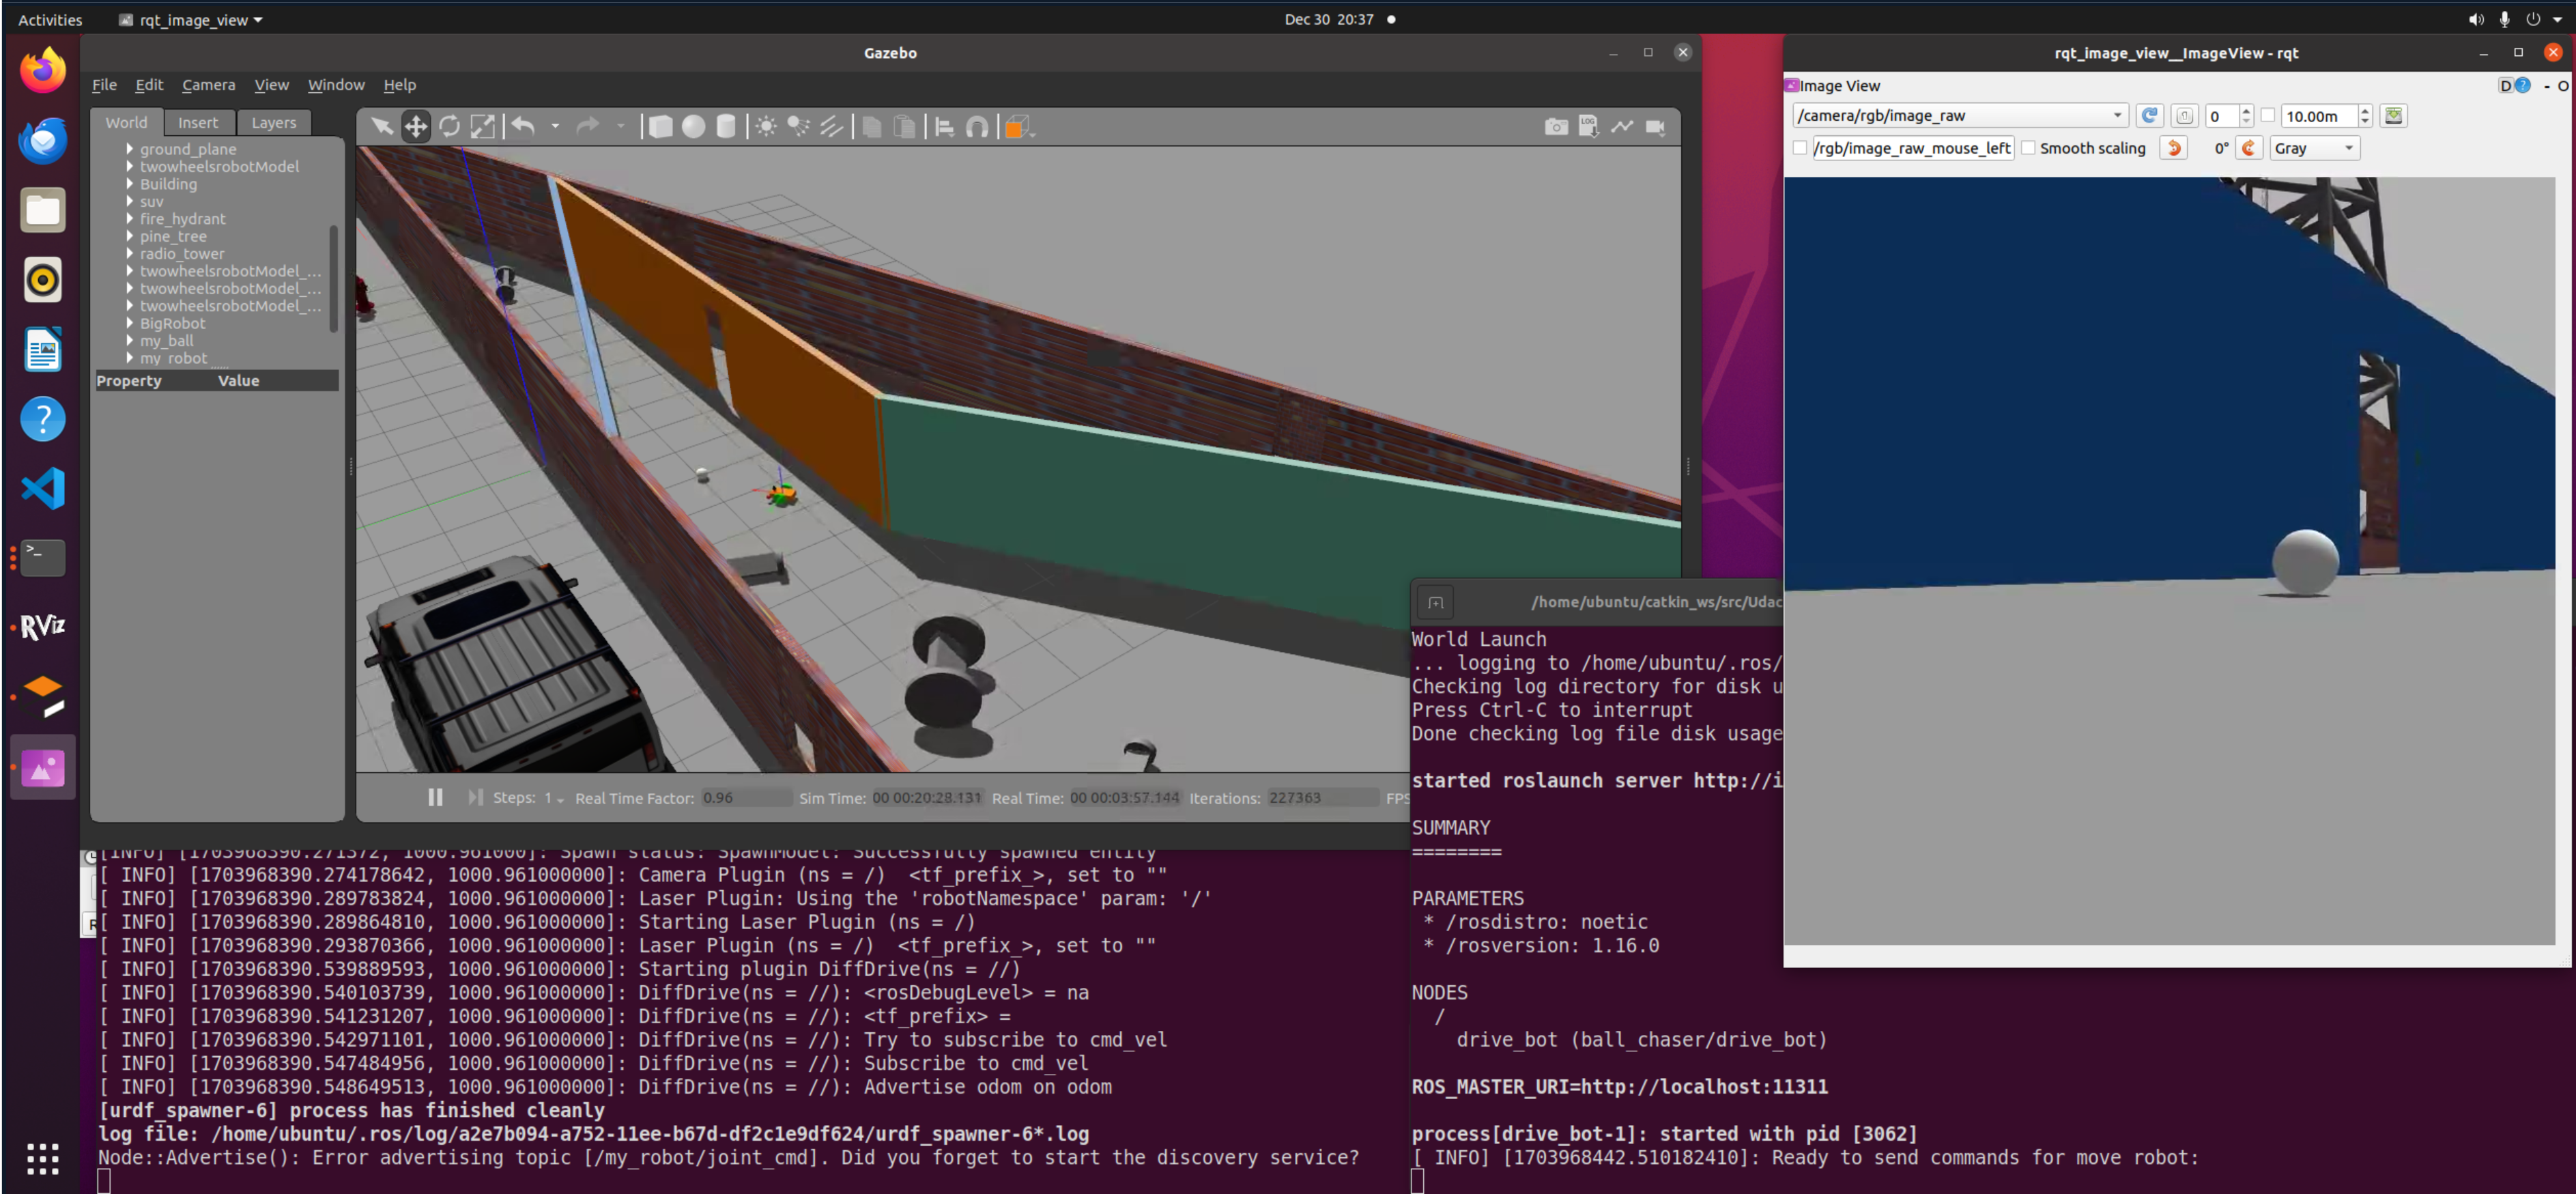 Activities
rqt_image_view
Dec 30 20:37
Gazebo
File Edit Camera View Window Help
World Insert Layers
ground_plane
twowheelsrobotModel
Building
suv
fire_hydrant
pine_tree
radio_tower
twowheelsrobotModel_...
twowheelsrobotModel_...
twowheelsrobotModel_...
BigRobot
my_ball
my_robot
Property Value
LOG
Steps: 1 Real Time Factor: 0.96 Sim Time: 00 00:20:28.131 Real Time: 00 00:03:57.144 Iterations: 227363 FPS
RViz
[INFO] [1703968390.271372, 1000.961000]: Spawn status: SpawnModel: Successfully spawned entity
[ INFO] [1703968390.274178642, 1000.961000000]: Camera Plugin (ns = /) <tf_prefix_>, set to ""
[ INFO] [1703968390.289783824, 1000.961000000]: Laser Plugin: Using the 'robotNamespace' param: '/'
[ INFO] [1703968390.289864810, 1000.961000000]: Starting Laser Plugin (ns = /)
[ INFO] [1703968390.293870366, 1000.961000000]: Laser Plugin (ns = /) <tf_prefix_>, set to ""
[ INFO] [1703968390.539889593, 1000.961000000]: Starting plugin DiffDrive(ns = //)
[ INFO] [1703968390.540103739, 1000.961000000]: DiffDrive(ns = //): <rosDebugLevel> = na
[ INFO] [1703968390.541231207, 1000.961000000]: DiffDrive(ns = //): <tf_prefix> =
[ INFO] [1703968390.542971101, 1000.961000000]: DiffDrive(ns = //): Try to subscribe to cmd_vel
[ INFO] [1703968390.547484956, 1000.961000000]: DiffDrive(ns = //): Subscribe to cmd_vel
[ INFO] [1703968390.548649513, 1000.961000000]: DiffDrive(ns = //): Advertise odom on odom
[urdf_spawner-6] process has finished cleanly
log file: /home/ubuntu/.ros/log/a2e7b094-a752-11ee-b67d-df2c1e9df624/urdf_spawner-6*.log
Node::Advertise(): Error advertising topic [/my_robot/joint_cmd]. Did you forget to start the discovery service?
/home/ubuntu/catkin_ws/src/Udac
World Launch
... logging to /home/ubuntu/.ros/
Checking log directory for disk u
Press Ctrl-C to interrupt
Done checking log file disk usage
started roslaunch server http://i
SUMMARY
========
PARAMETERS
* /rosdistro: noetic
* /rosversion: 1.16.0
NODES
/
drive_bot (ball_chaser/drive_bot)
ROS_MASTER_URI=http://localhost:11311
process[drive_bot-1]: started with pid [3062]
[ INFO] [1703968442.510182410]: Ready to send commands for move robot:
rqt_image_view__ImageView - rqt
Image View
D ? - O
/camera/rgb/image_raw 0 10.00m
/rgb/image_raw_mouse_left Smooth scaling 0° Gray